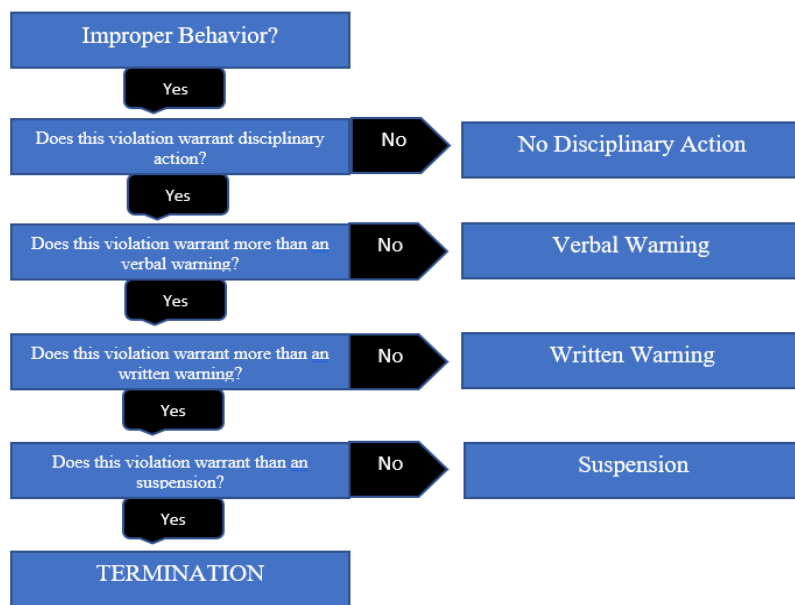 Improper Behavior?
Yes
Does this violation warrant disciplinary
action?
No
No Disciplinary Action
Yes
Does this violation warrant more than an
verbal warning?
No
Verbal Warning
Yes
Does this violation warrant more than an
written warning?
No
Written Warning
Yes
Does this violation warrant than an
suspension?
No
Suspension
Yes
TERMINATION